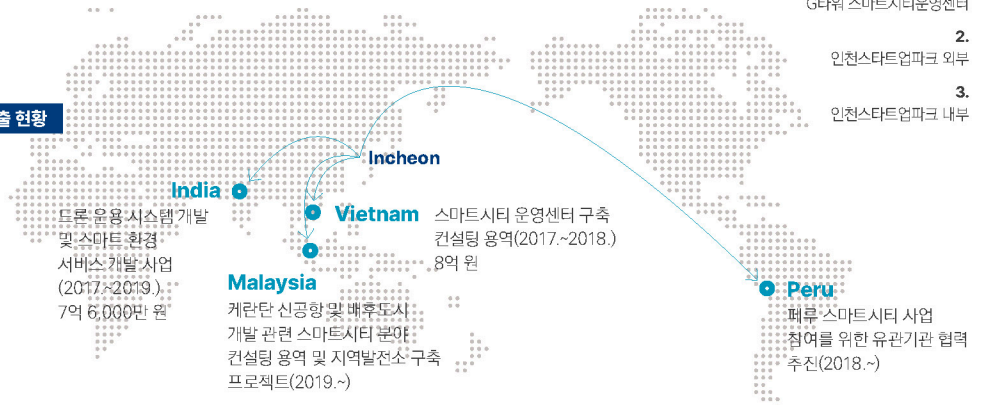 G타워 스마트시티운영센터
2.
인천스타트업파크 외부
3.
인천스타트업파크 내부
출 현황
Incheon
India
드론 운용 시스템 개발
및 스마트 환경
서비스 개발 사업
(2017.~2019.)
7억 6,000만 원
Vietnam
스마트시티 운영센터 구축
컨설팅 용역(2017.~2018.)
8억 원
Malaysia
케란탄 신공항 및 배후도시
개발 관련 스마트시티 분야
컨설팅 용역 및 지역발전소 구축
프로젝트(2019.~)
Peru
페루 스마트시티 사업
참여를 위한 유관기관 협력
추진(2018.~)